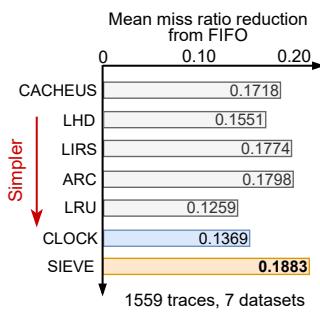 Mean miss ratio reduction
from FIFO
0 0.10 0.20
CACHEUS 0.1718
LHD 0.1551
LIRS 0.1774
ARC 0.1798
LRU 0.1259
CLOCK 0.1369
SIEVE 0.1883
Simpler
1559 traces, 7 datasets